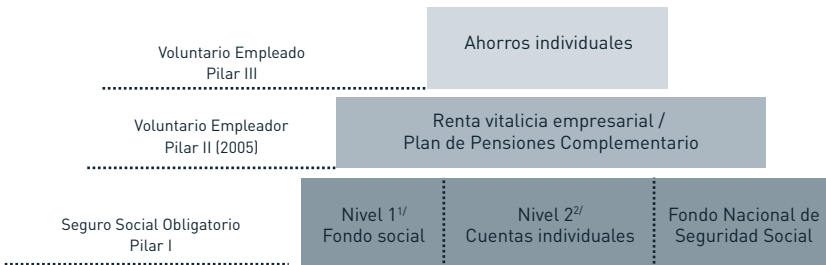 Voluntario Empleado
Pilar III
Ahorros individuales
Voluntario Empleador
Pilar II (2005)
Renta vitalicia empresarial /
Plan de Pensiones Complementario
Seguro Social Obligatorio
Pilar I
Nivel 1¹/
Fondo social
Nivel 2²/
Cuentas individuales
Fondo Nacional de
Seguridad Social